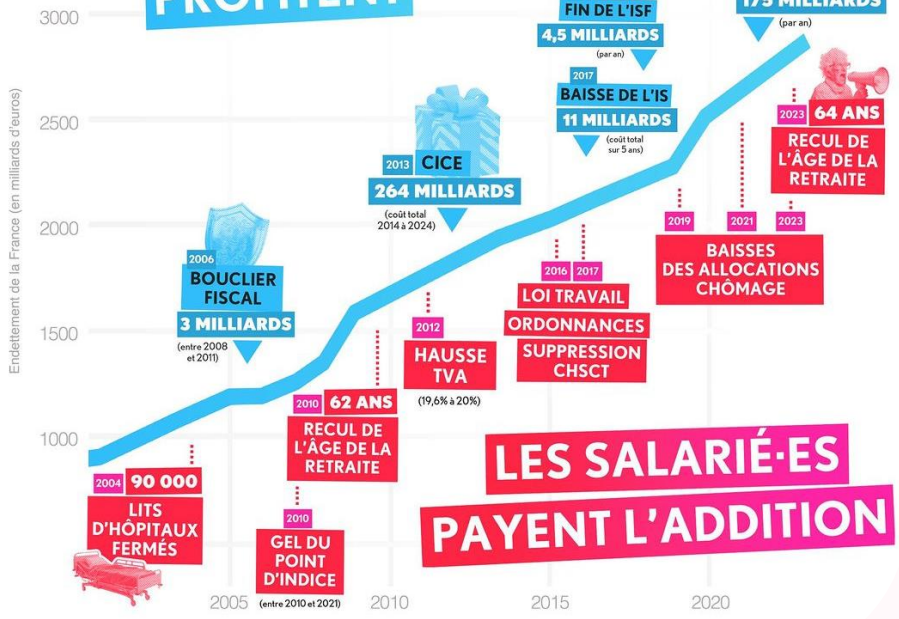 PROFITENT
3000
FIN DE L'ISF
4,5 MILLIARDS
(par an)
175 MILLIARDS
(par an)
2017
BAISSE DE L'IS
11 MILLIARDS
(coût total
sur 5 ans)
2500
2023 64 ANS
RECUL DE
L'ÂGE DE LA
RETRAITE
2013 CICE
264 MILLIARDS
(coût total
2014 à 2024)
Endettement de la France (en milliards d'euros)
2000
2019
2021
2023
BAISSES
DES ALLOCATIONS
CHÔMAGE
2006
BOUCLIER
FISCAL
3 MILLIARDS
(entre 2008
et 2011)
2016 2017
LOI TRAVAIL
ORDONNANCES
SUPPRESSION
CHSCT
1500
2012
HAUSSE
TVA
(19,6% à 20%)
2010 62 ANS
RECUL DE
L'ÂGE DE LA
RETRAITE
1000
LES SALARIÉ·ES
PAYENT L'ADDITION
2004 90 000
LITS
D'HÔPITAUX
FERMÉS
2010
GEL DU
POINT
D'INDICE
(entre 2010 et 2021)
2005
2010
2015
2020